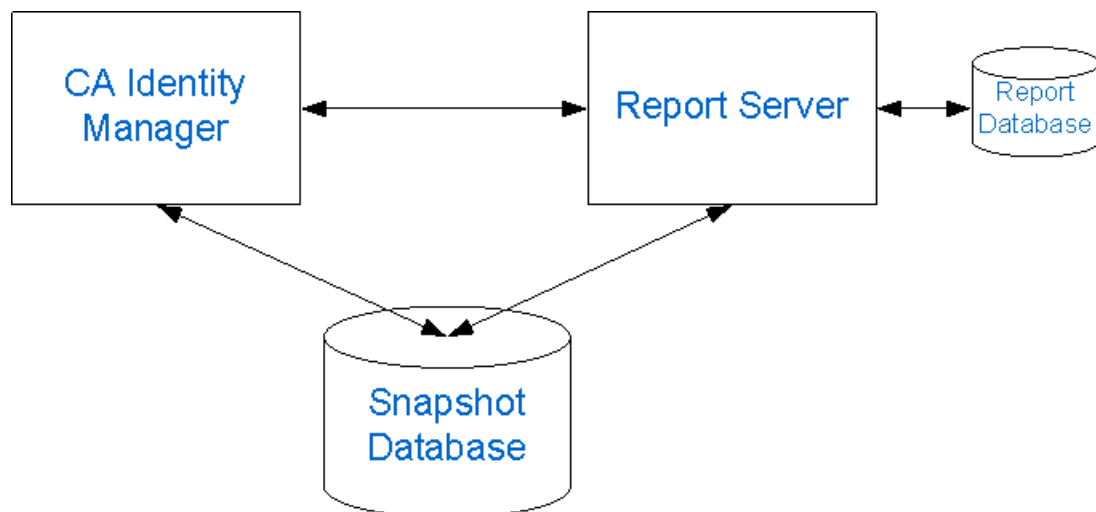 CA Identity
Manager
Report Server
Report
Database
Snapshot
Database